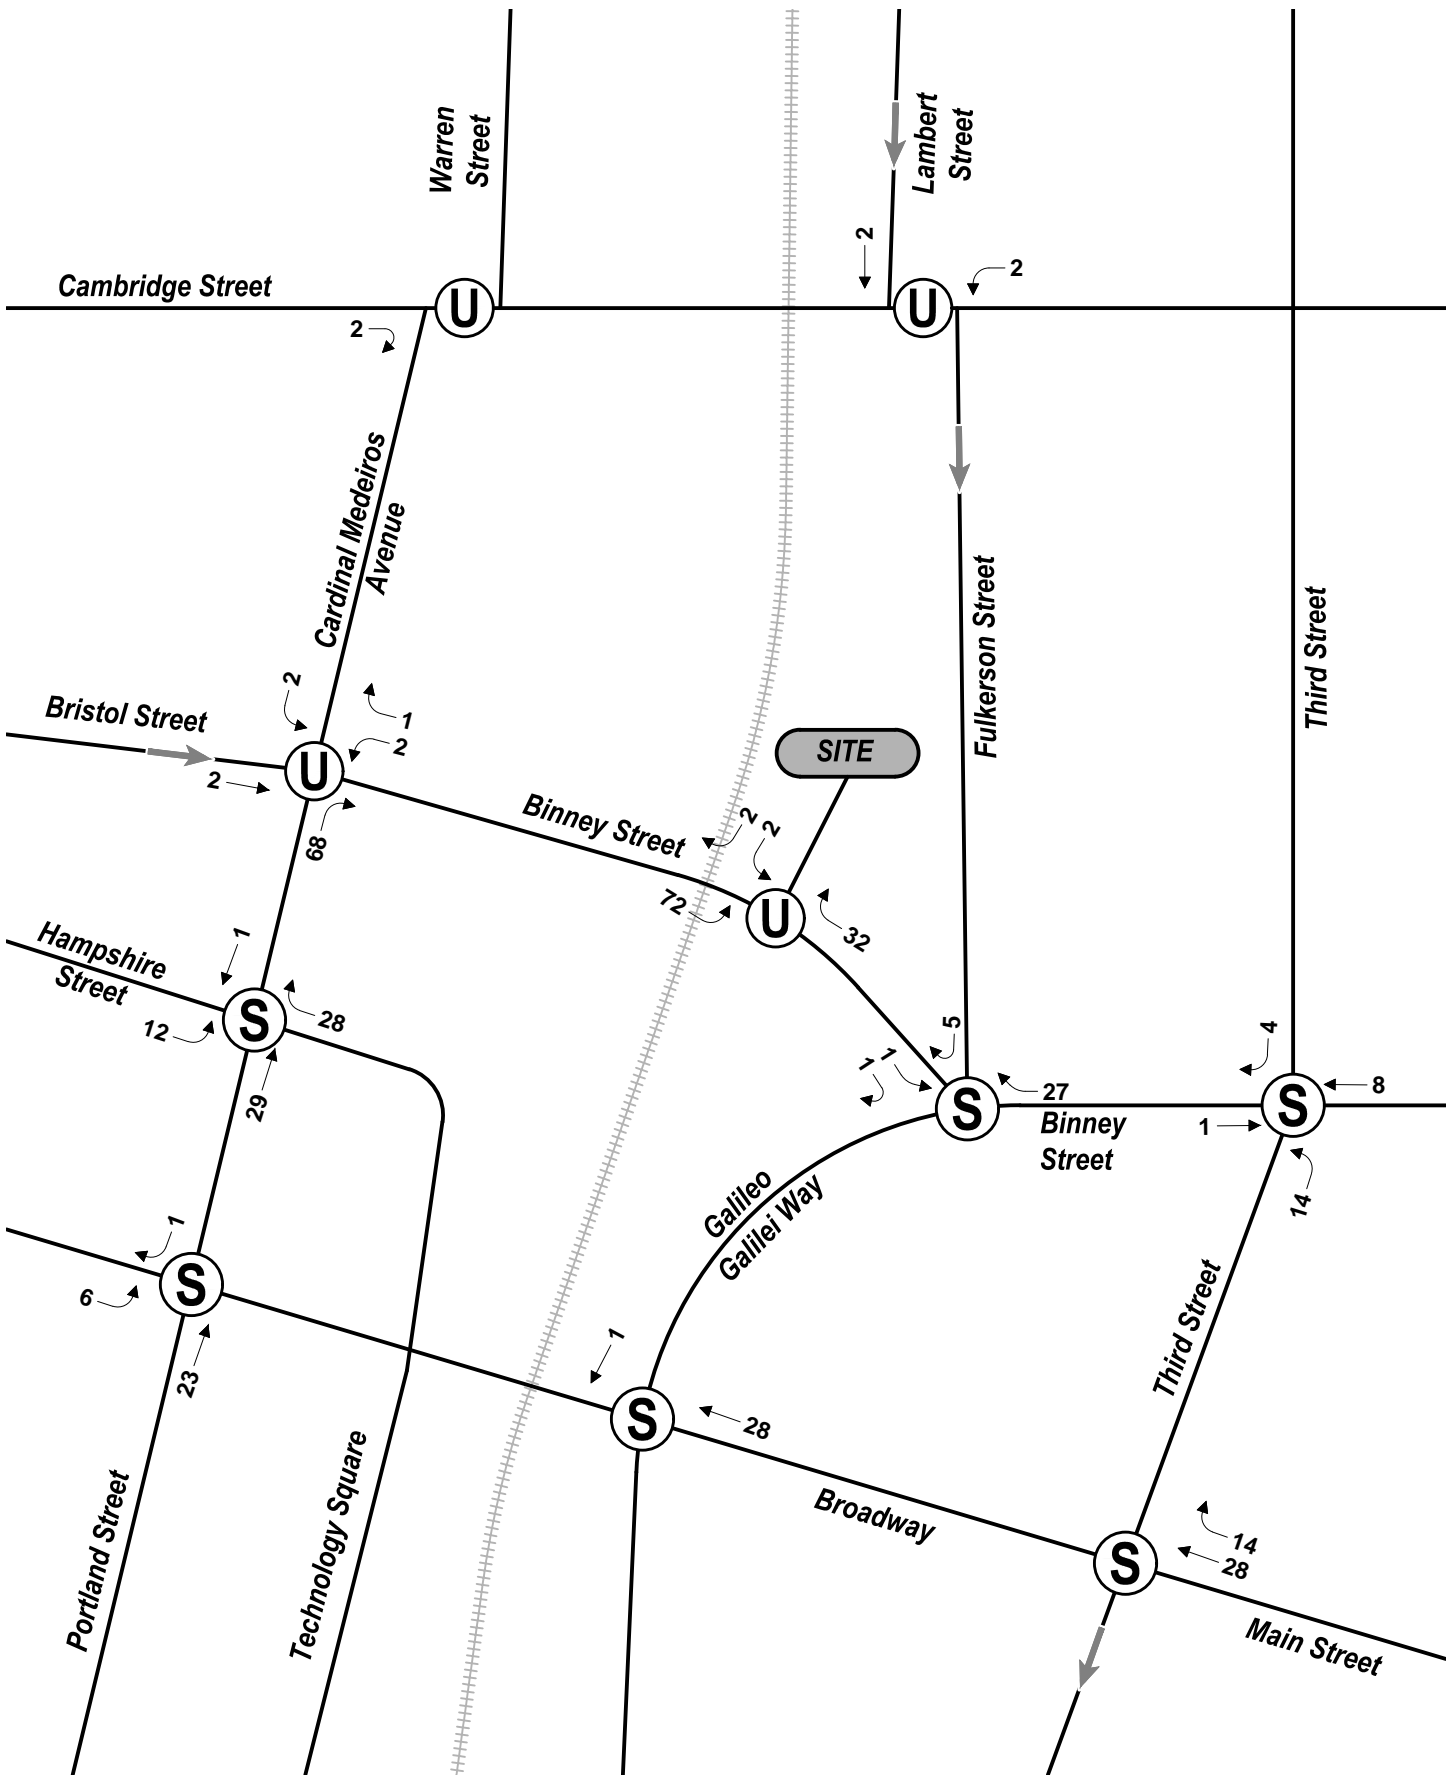 Warren
Street
Lambert
Street
2
2
Cambridge Street
U
U
2
Cardinal Medeiros
Avenue
Fulkerson Street
Third Street
2
Bristol Street
1
2
SITE
U
2
Binney Street
2
2
68
72
U
32
Hampshire
Street
1
S
28
12
5
4
1
1
27
8
S
S
29
Binney
Street
1
14
Galileo
Galilei Way
1
6
S
23
Third Street
1
S
28
Portland Street
Technology Square
Broadway
14
28
S
Main Street